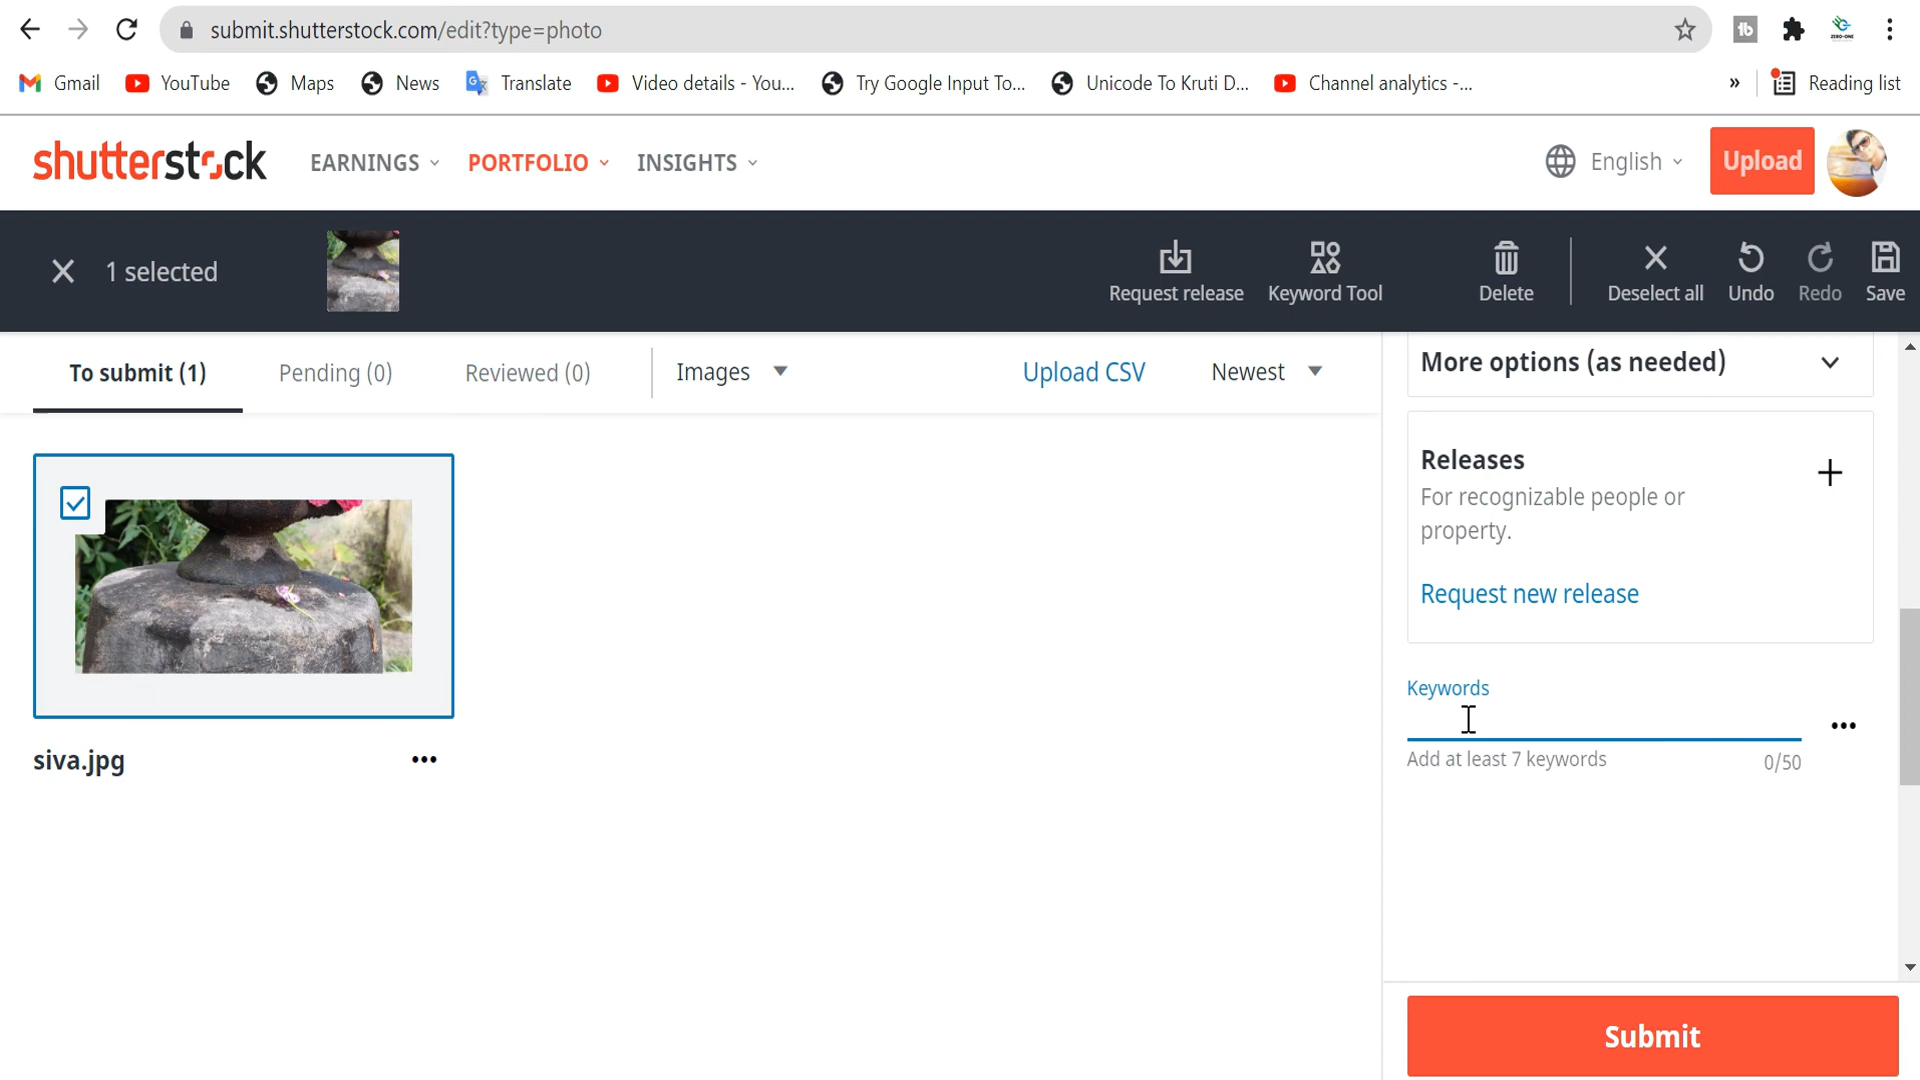 submit.shutterstock.com/edit?type=photo
Gmail YouTube Maps News Translate Video details - You... Try Google Input To... Unicode To Kruti D... Channel analytics -... » Reading list
shutterstock EARNINGS PORTFOLIO INSIGHTS English Upload
1 selected Request release Keyword Tool Delete Deselect all Undo Redo Save
To submit (1) Pending (0) Reviewed (0) Images Upload CSV Newest
More options (as needed)
Releases
For recognizable people or
property.
Request new release
Keywords
Add at least 7 keywords 0/50
siva.jpg
Submit